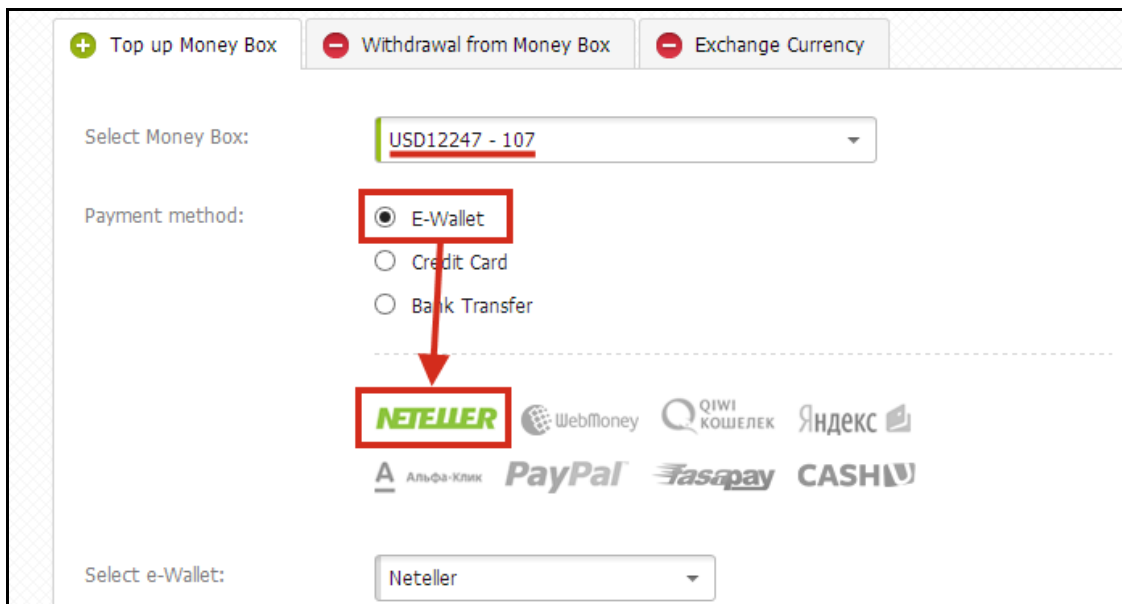 Top up Money Box
Withdrawal from Money Box
Exchange Currency
Select Money Box:
USD12247 - 107
Payment method:
E-Wallet
Credit Card
Bank Transfer
NETELLER
WebMoney
QIWI
КОШЕЛЕК
Яндекс
А Альфа-Клик
PayPal
Fasapay
CASHU
Select e-Wallet:
Neteller